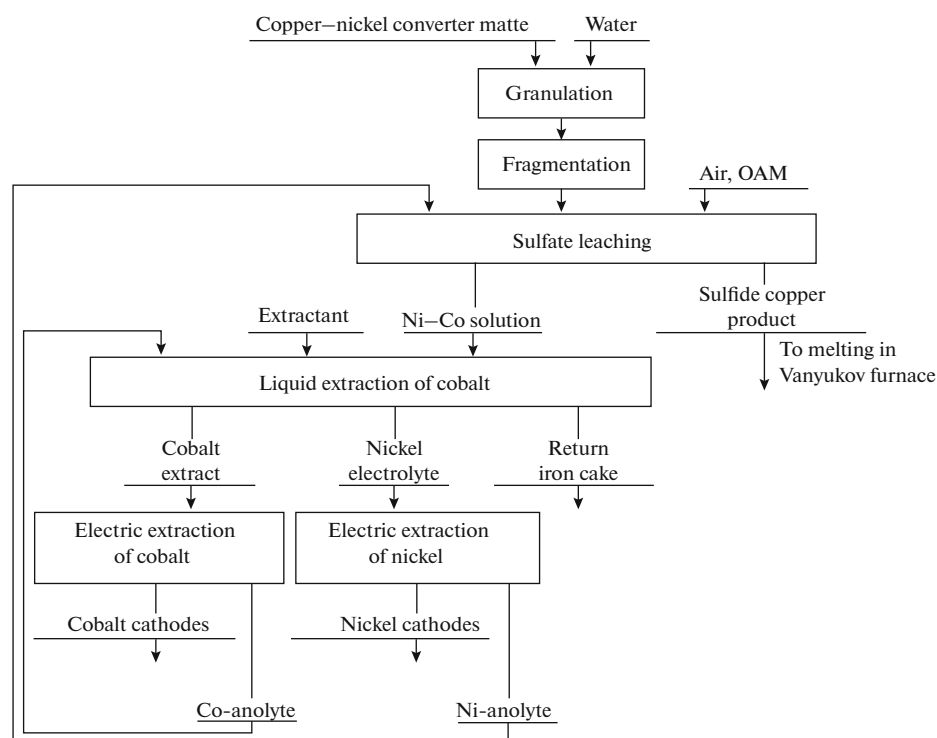 Copper–nickel converter matte
Water
Granulation
Fragmentation
Air, OAM
Sulfate leaching
Extractant
Ni–Co solution
Sulfide copper
product
To melting in
Vanyukov furnace
Liquid extraction of cobalt
Cobalt
extract
Nickel
electrolyte
Return
iron cake
Electric extraction
of cobalt
Electric extraction
of nickel
Cobalt cathodes
Nickel cathodes
Co-anolyte
Ni-anolyte